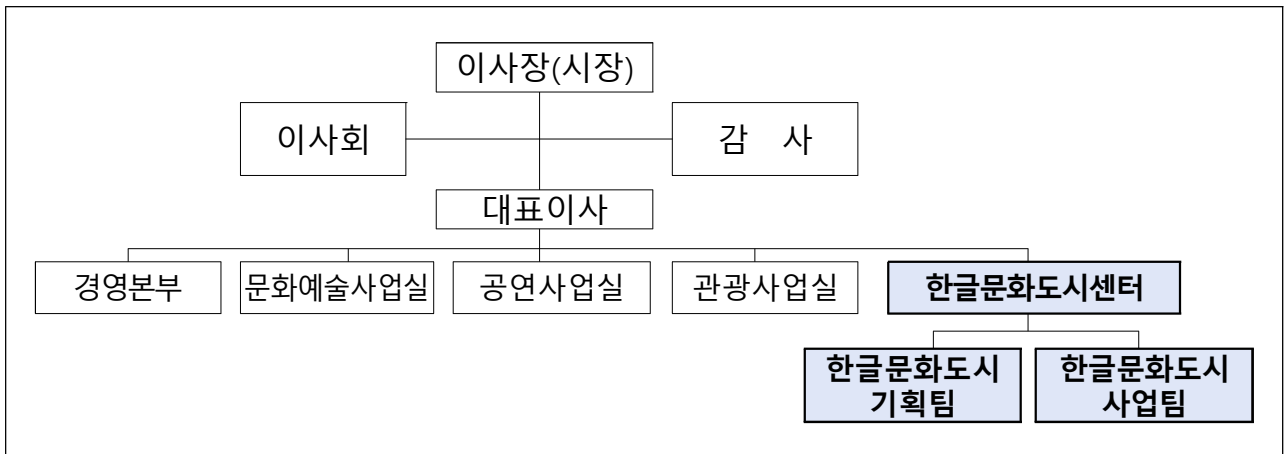 이사장(시장)
이사회
감 사
대표이사
경영본부
문화예술사업실
공연사업실
관광사업실
한글문화도시센터
한글문화도시
기획팀
한글문화도시
사업팀